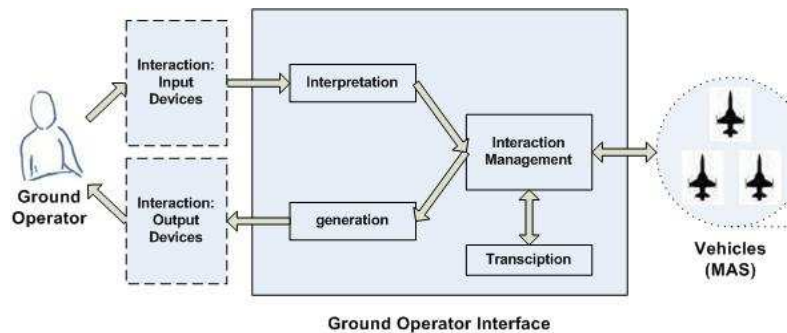 Interaction:
Input
Devices
Interpretation
Interaction
Management
Ground
Operator
Interaction:
Output
Devices
generation
Transciption
Vehicles
(MAS)
Ground Operator Interface